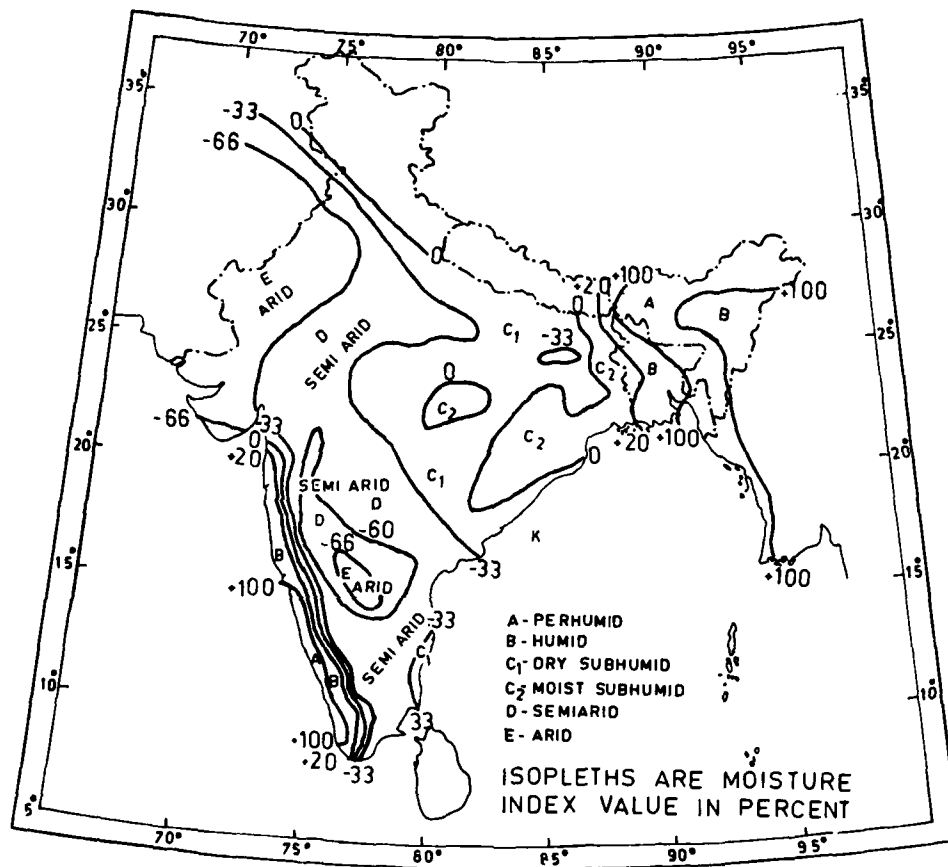 70° 75° 80° 85° 90° 95°
35° 35°
-33 0
-66
30° 30°
0
E ARID
+20 +100
0 A
+100
B
25° 25°
D
SEMI ARID
C₁ -33
0
C₂
C₂ B
-66
-33
0
+20
C₂
0 +20 +100
20° 20°
SEMI ARID
D
C₁
D -60
-66
K
B
E ARID
-33
+100
15° 15°
+100
SEMI ARID
-33
C
A
B
A - PERHUMID
B - HUMID
C₁- DRY SUBHUMID
C₂- MOIST SUBHUMID
D - SEMIARID
E - ARID
10° 10°
+100
+20 -33
33
ISOPLETHS ARE MOISTURE
INDEX VALUE IN PERCENT
5° 5°
70° 75° 80° 85° 90° 95°